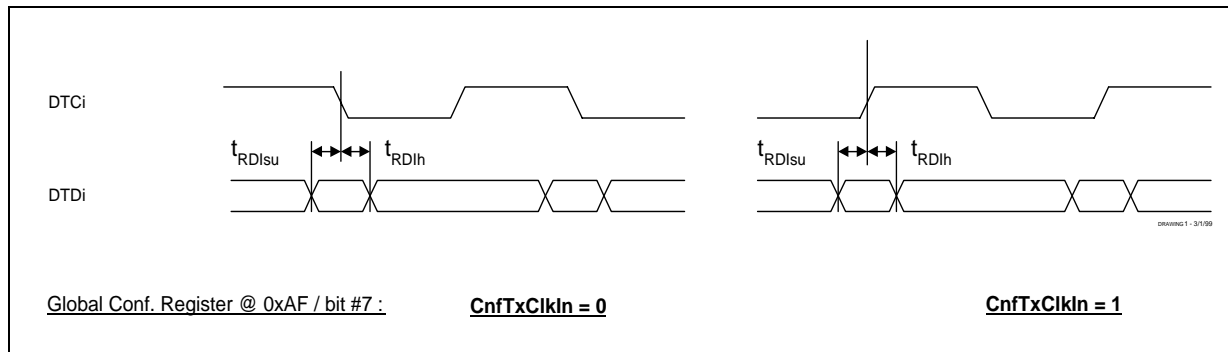 DTCi
tRDIsu tRDIh tRDIsu tRDIh
DTDi
DRAWING 1 - 3/1/99
Global Conf. Register @ 0xAF / bit #7 : CnfTxClkIn = 0 CnfTxClkIn = 1